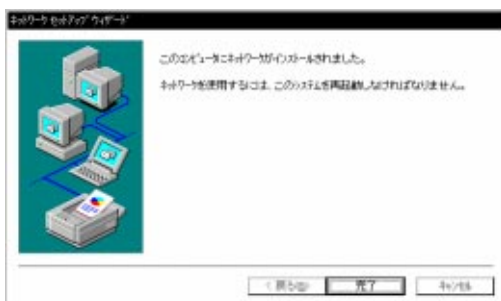 ネットワーク セットアップ ウィザード
このコンピュータにネットワークがインストールされました。
ネットワークを使用するには、このシステムを再起動しなければなりません。
< 戻る(B)
完了
キャンセル